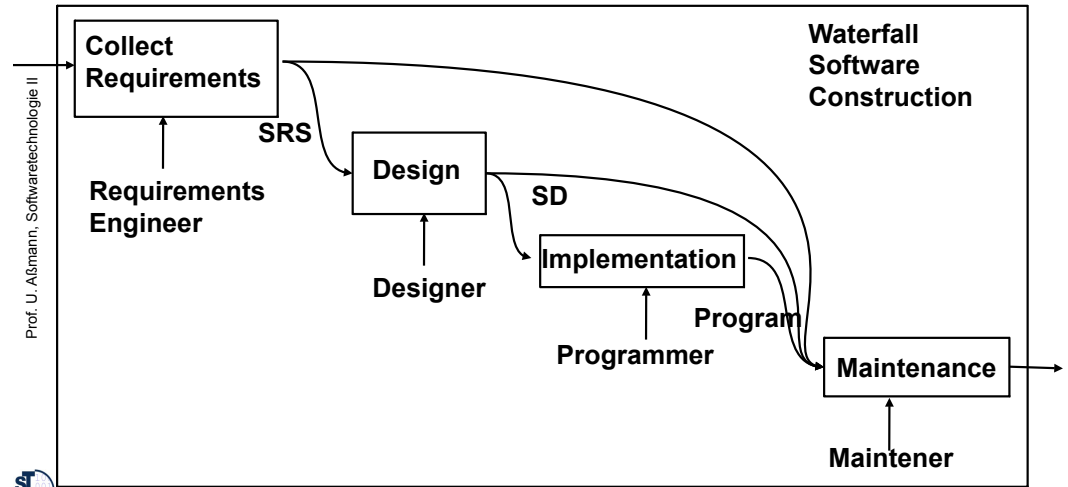 Collect
Requirements
Waterfall
Software
Construction
Prof. U. Aßmann, Softwaretechnologie II
SRS
Requirements
Engineer
Design
SD
Designer
Implementation
Program
Programmer
Maintenance
Maintener
ST